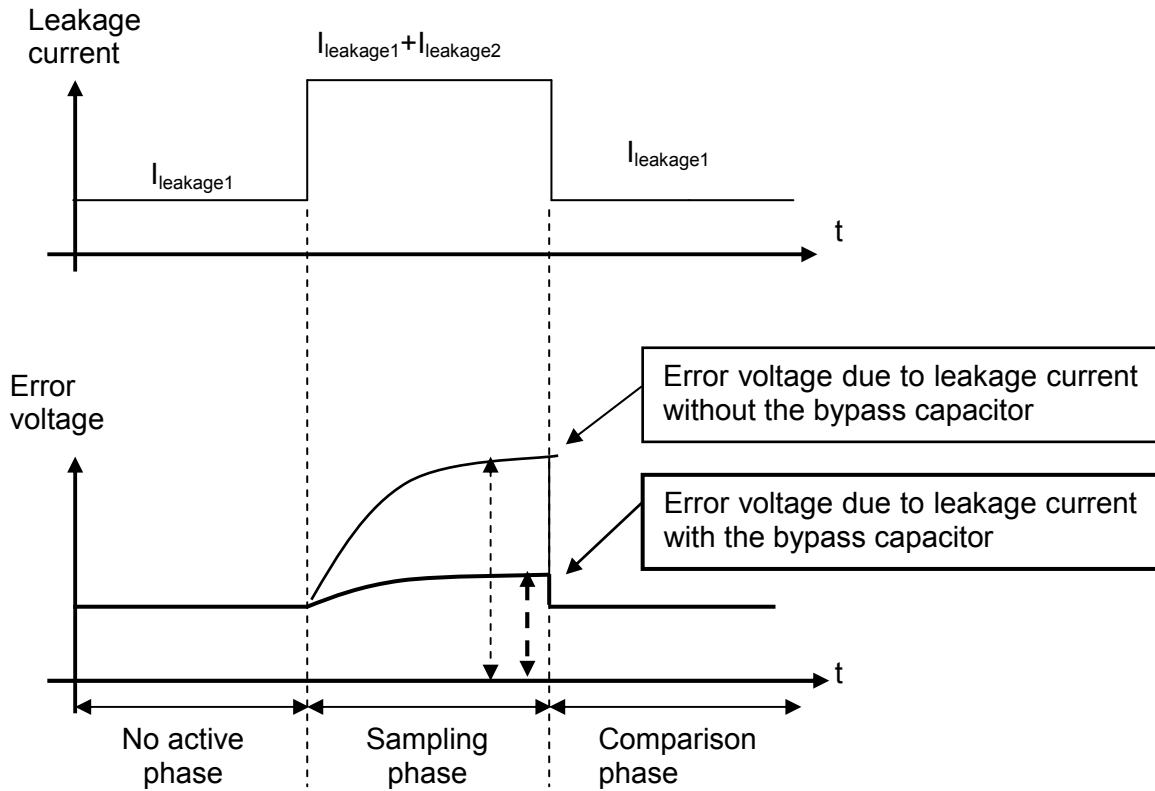 Leakage
current
Ileakage1+Ileakage2
Ileakage1
Ileakage1
t
Error
voltage
Error voltage due to leakage current
without the bypass capacitor
Error voltage due to leakage current
with the bypass capacitor
t
No active
phase
Sampling
phase
Comparison
phase